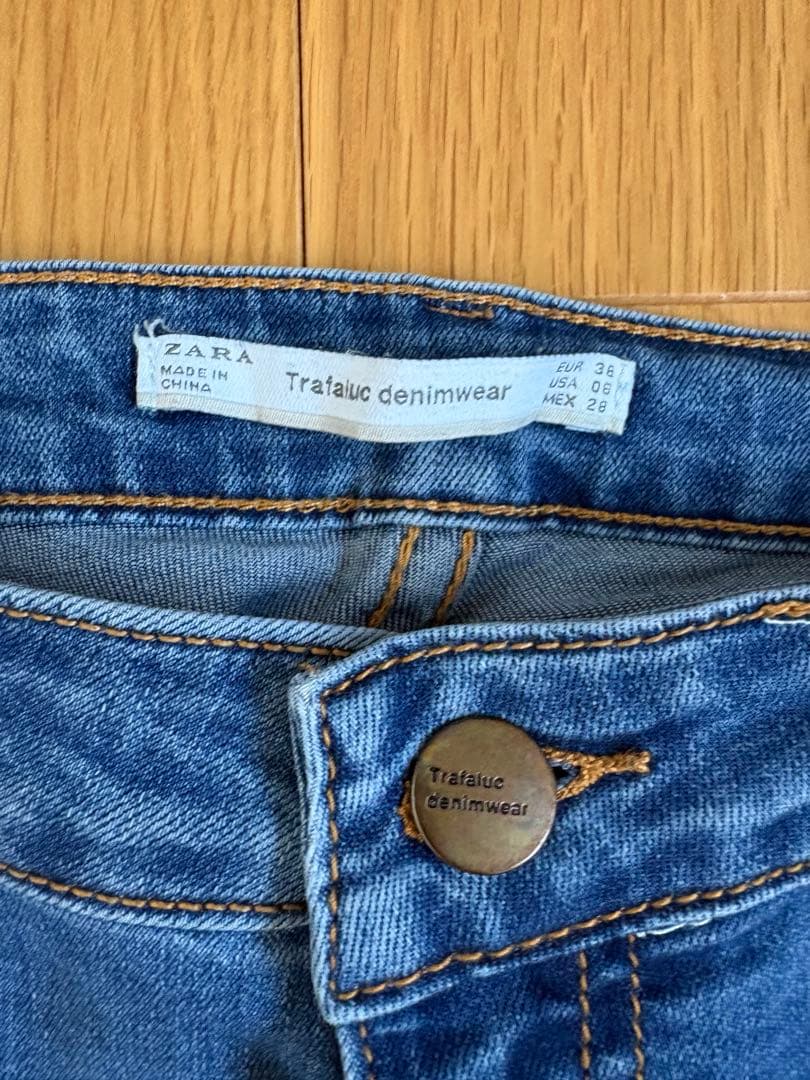 ZARA
MADE IN
CHINA
Trafaluc denimwear
EUR 38
USA 06
MEX 28
Trafaluc
denimwear